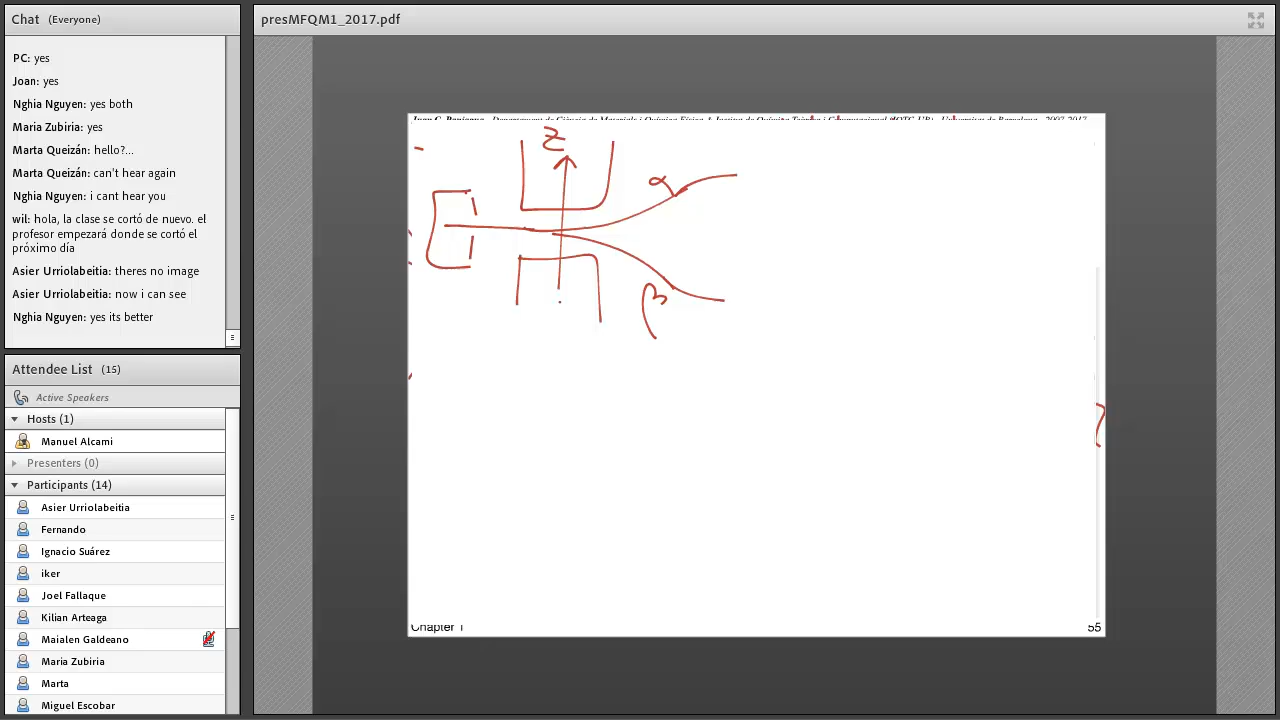 Chat (Everyone)
PC: yes
Joan: yes
Nghia Nguyen: yes both
Maria Zubiria: yes
Marta Queizán: hello?...
Marta Queizán: can't hear again
Nghia Nguyen: i cant hear you
wil: hola, la clase se cortó de nuevo. el
profesor empezará donde se cortó el
próximo día
Asier Urriolabeitia: theres no image
Asier Urriolabeitia: now i can see
Nghia Nguyen: yes its better
Attendee List (15)
Active Speakers
Hosts (1)
Manuel Alcami
Presenters (0)
Participants (14)
Asier Urriolabeitia
Fernando
Ignacio Suárez
iker
Joel Fallaque
Kilian Arteaga
Maialen Galdeano
Maria Zubiria
Marta
Miguel Escobar
presMFQM1_2017.pdf
z
α
β
Chapter 1
55